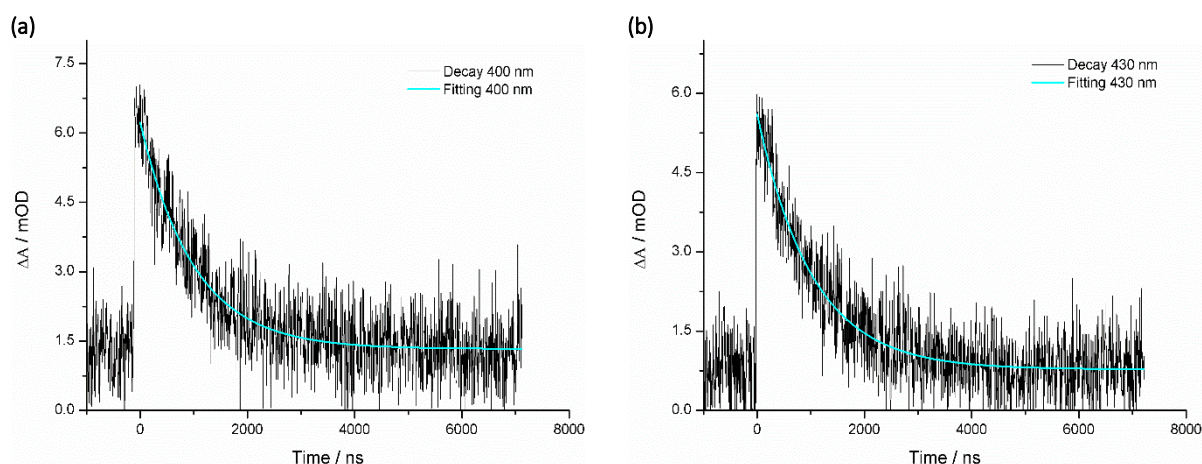 (a)
7.5
6.0
4.5
3.0
1.5
0.0
ΔA / mOD
Decay 400 nm
Fitting 400 nm
0 2000 4000 6000 8000
Time / ns
(b)
6.0
4.5
3.0
1.5
0.0
ΔA / mOD
Decay 430 nm
Fitting 430 nm
0 2000 4000 6000 8000
Time / ns